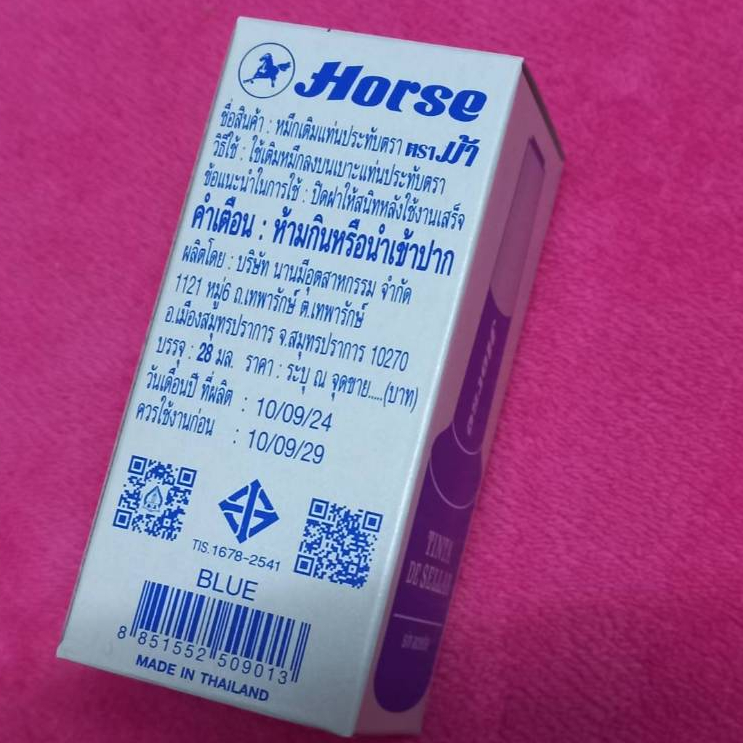 Horse
ชื่อสินค้า : หมึกเติมแท่นประทับตรา ตราม้า
วิธีใช้ : ใช้เติมหมึกลงบนเบาะแท่นประทับตรา
ข้อแนะนำในการใช้ : ปิดฝาให้สนิทหลังใช้งานเสร็จ
คำเตือน : ห้ามกินหรือนำเข้าปาก
ผลิตโดย : บริษัท นานมีอุตสาหกรรม จำกัด
1121 หมู่6 ถ.เทพารักษ์ ต.เทพารักษ์
อ.เมืองสมุทรปราการ จ.สมุทรปราการ 10270
บรรจุ : 28 มล. ราคา : ระบุ ณ จุดขาย.....(บาท)
วันเดือนปี ที่ผลิต : 10/09/24
ควรใช้งานก่อน : 10/09/29
TIS.1678-2541
BLUE
8 851552 509013
MADE IN THAILAND
Horse
TINTA
DE SELLAR